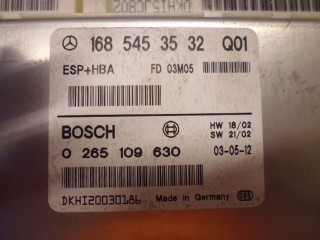 DKHI5JCB02
168 545 35 32 Q01
ESP+HBA FD 03M05
BOSCH
HW 18/02
SW 21/02
0 265 109 630 03-05-12
DKHI20030186
Made in Germany